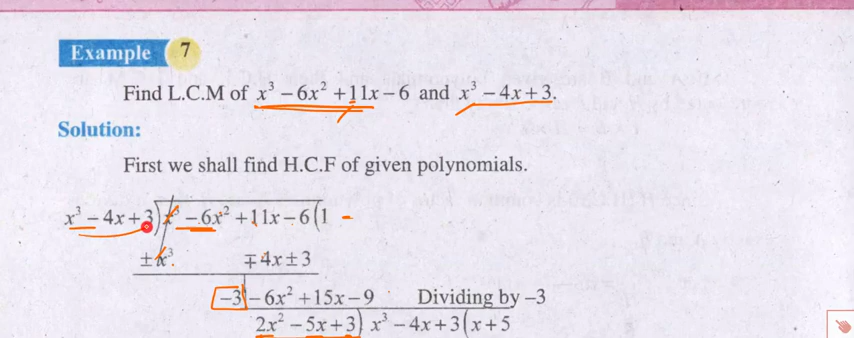 Example 7
Find L.C.M of x³ – 6x² + 11x – 6 and x³ – 4x + 3.
Solution:
First we shall find H.C.F of given polynomials.
x³ – 4x + 3) x³ – 6x² + 11x – 6 (1
± x³ ∓ 4x ± 3
–3 – 6x² + 15x – 9 Dividing by –3
2x² – 5x + 3) x³ – 4x + 3 (x + 5